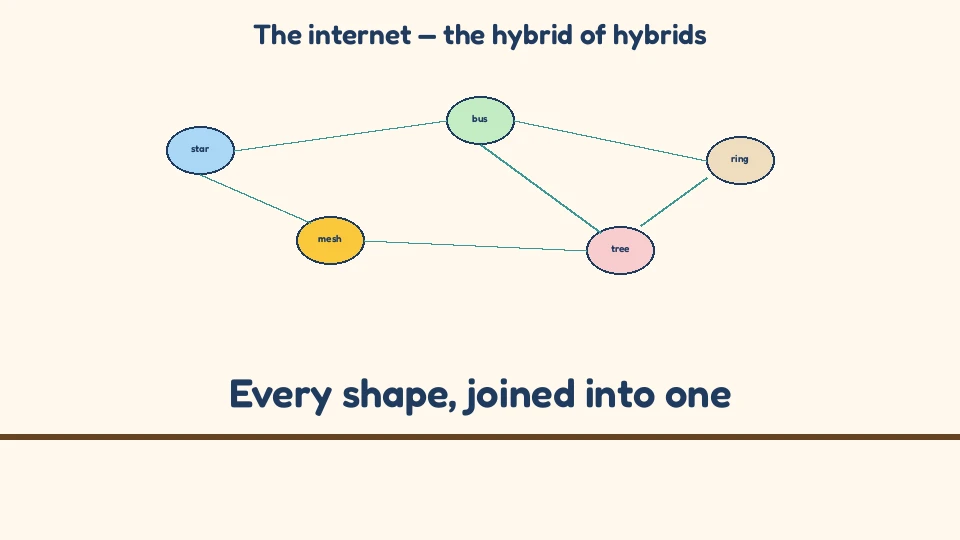 The internet — the hybrid of hybrids
bus
star
ring
mesh
tree
Every shape, joined into one